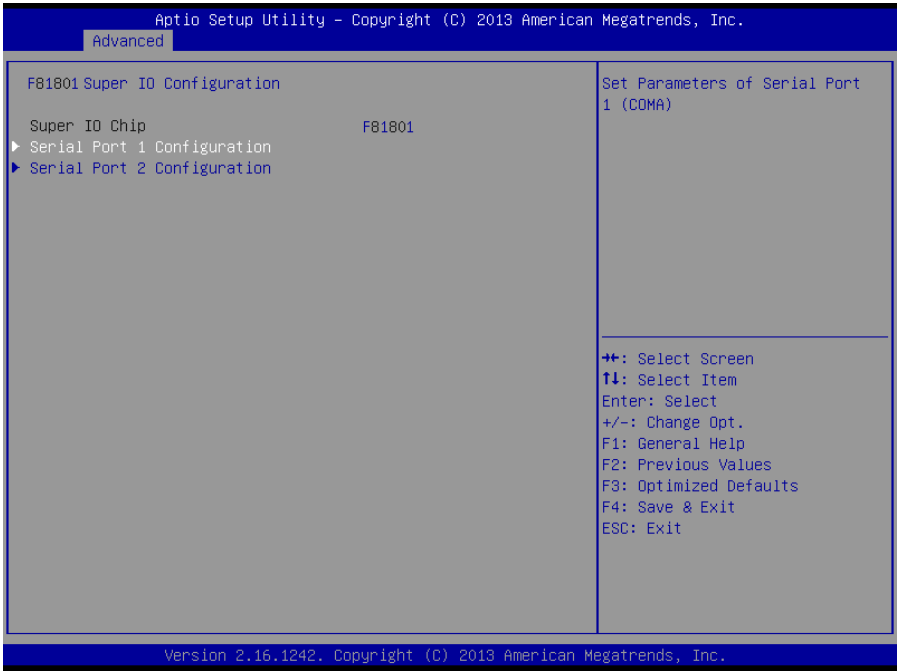 Aptio Setup Utility – Copyright (C) 2013 American Megatrends, Inc.
Advanced
F81801 Super IO Configuration
Super IO Chip F81801
Serial Port 1 Configuration
Serial Port 2 Configuration
Set Parameters of Serial Port
1 (COMA)
→←: Select Screen
↑↓: Select Item
Enter: Select
+/-: Change Opt.
F1: General Help
F2: Previous Values
F3: Optimized Defaults
F4: Save & Exit
ESC: Exit
Version 2.16.1242. Copyright (C) 2013 American Megatrends, Inc.